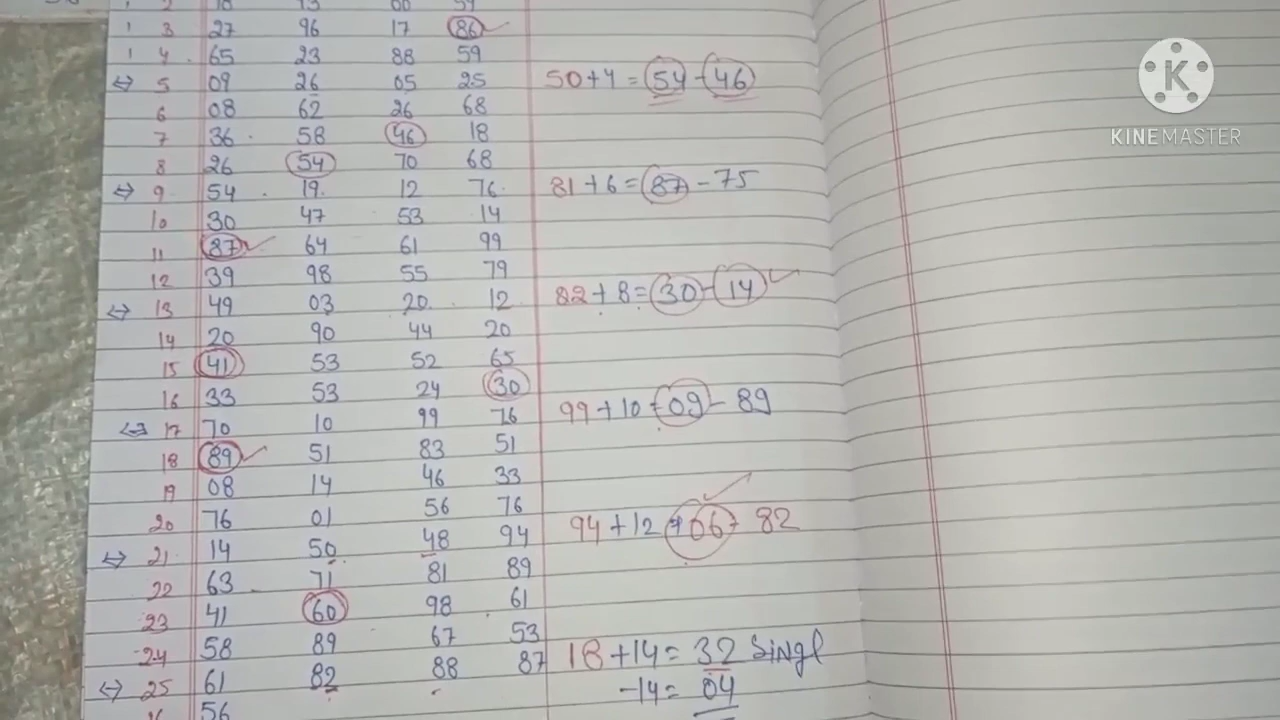 3 27 96 17 86
4 65 23 88 59
5 09 26 05 25
50+4 = 54 - 46
6 08 62 26 68
7 36 58 46 18
8 26 54 70 68
9 54 19 12 76
81+6 = 87 - 75
10 30 47 53 14
11 87 64 61 99
12 39 98 55 79
13 49 03 20 12
82+8 = 30 - 14
14 20 90 44 20
15 41 53 52 65
16 33 53 24 30
99+10 = 09 - 89
17 70 10 99 76
18 89 51 83 51
19 08 14 46 33
20 76 01 56 76
94+12 = 06 - 82
21 14 50 48 94
22 63 71 81 89
23 41 60 98 61
24 58 89 67 53
18+14 = 32 Singl
25 61 82 88 87
-14 = 04
56
K
KINEMASTER